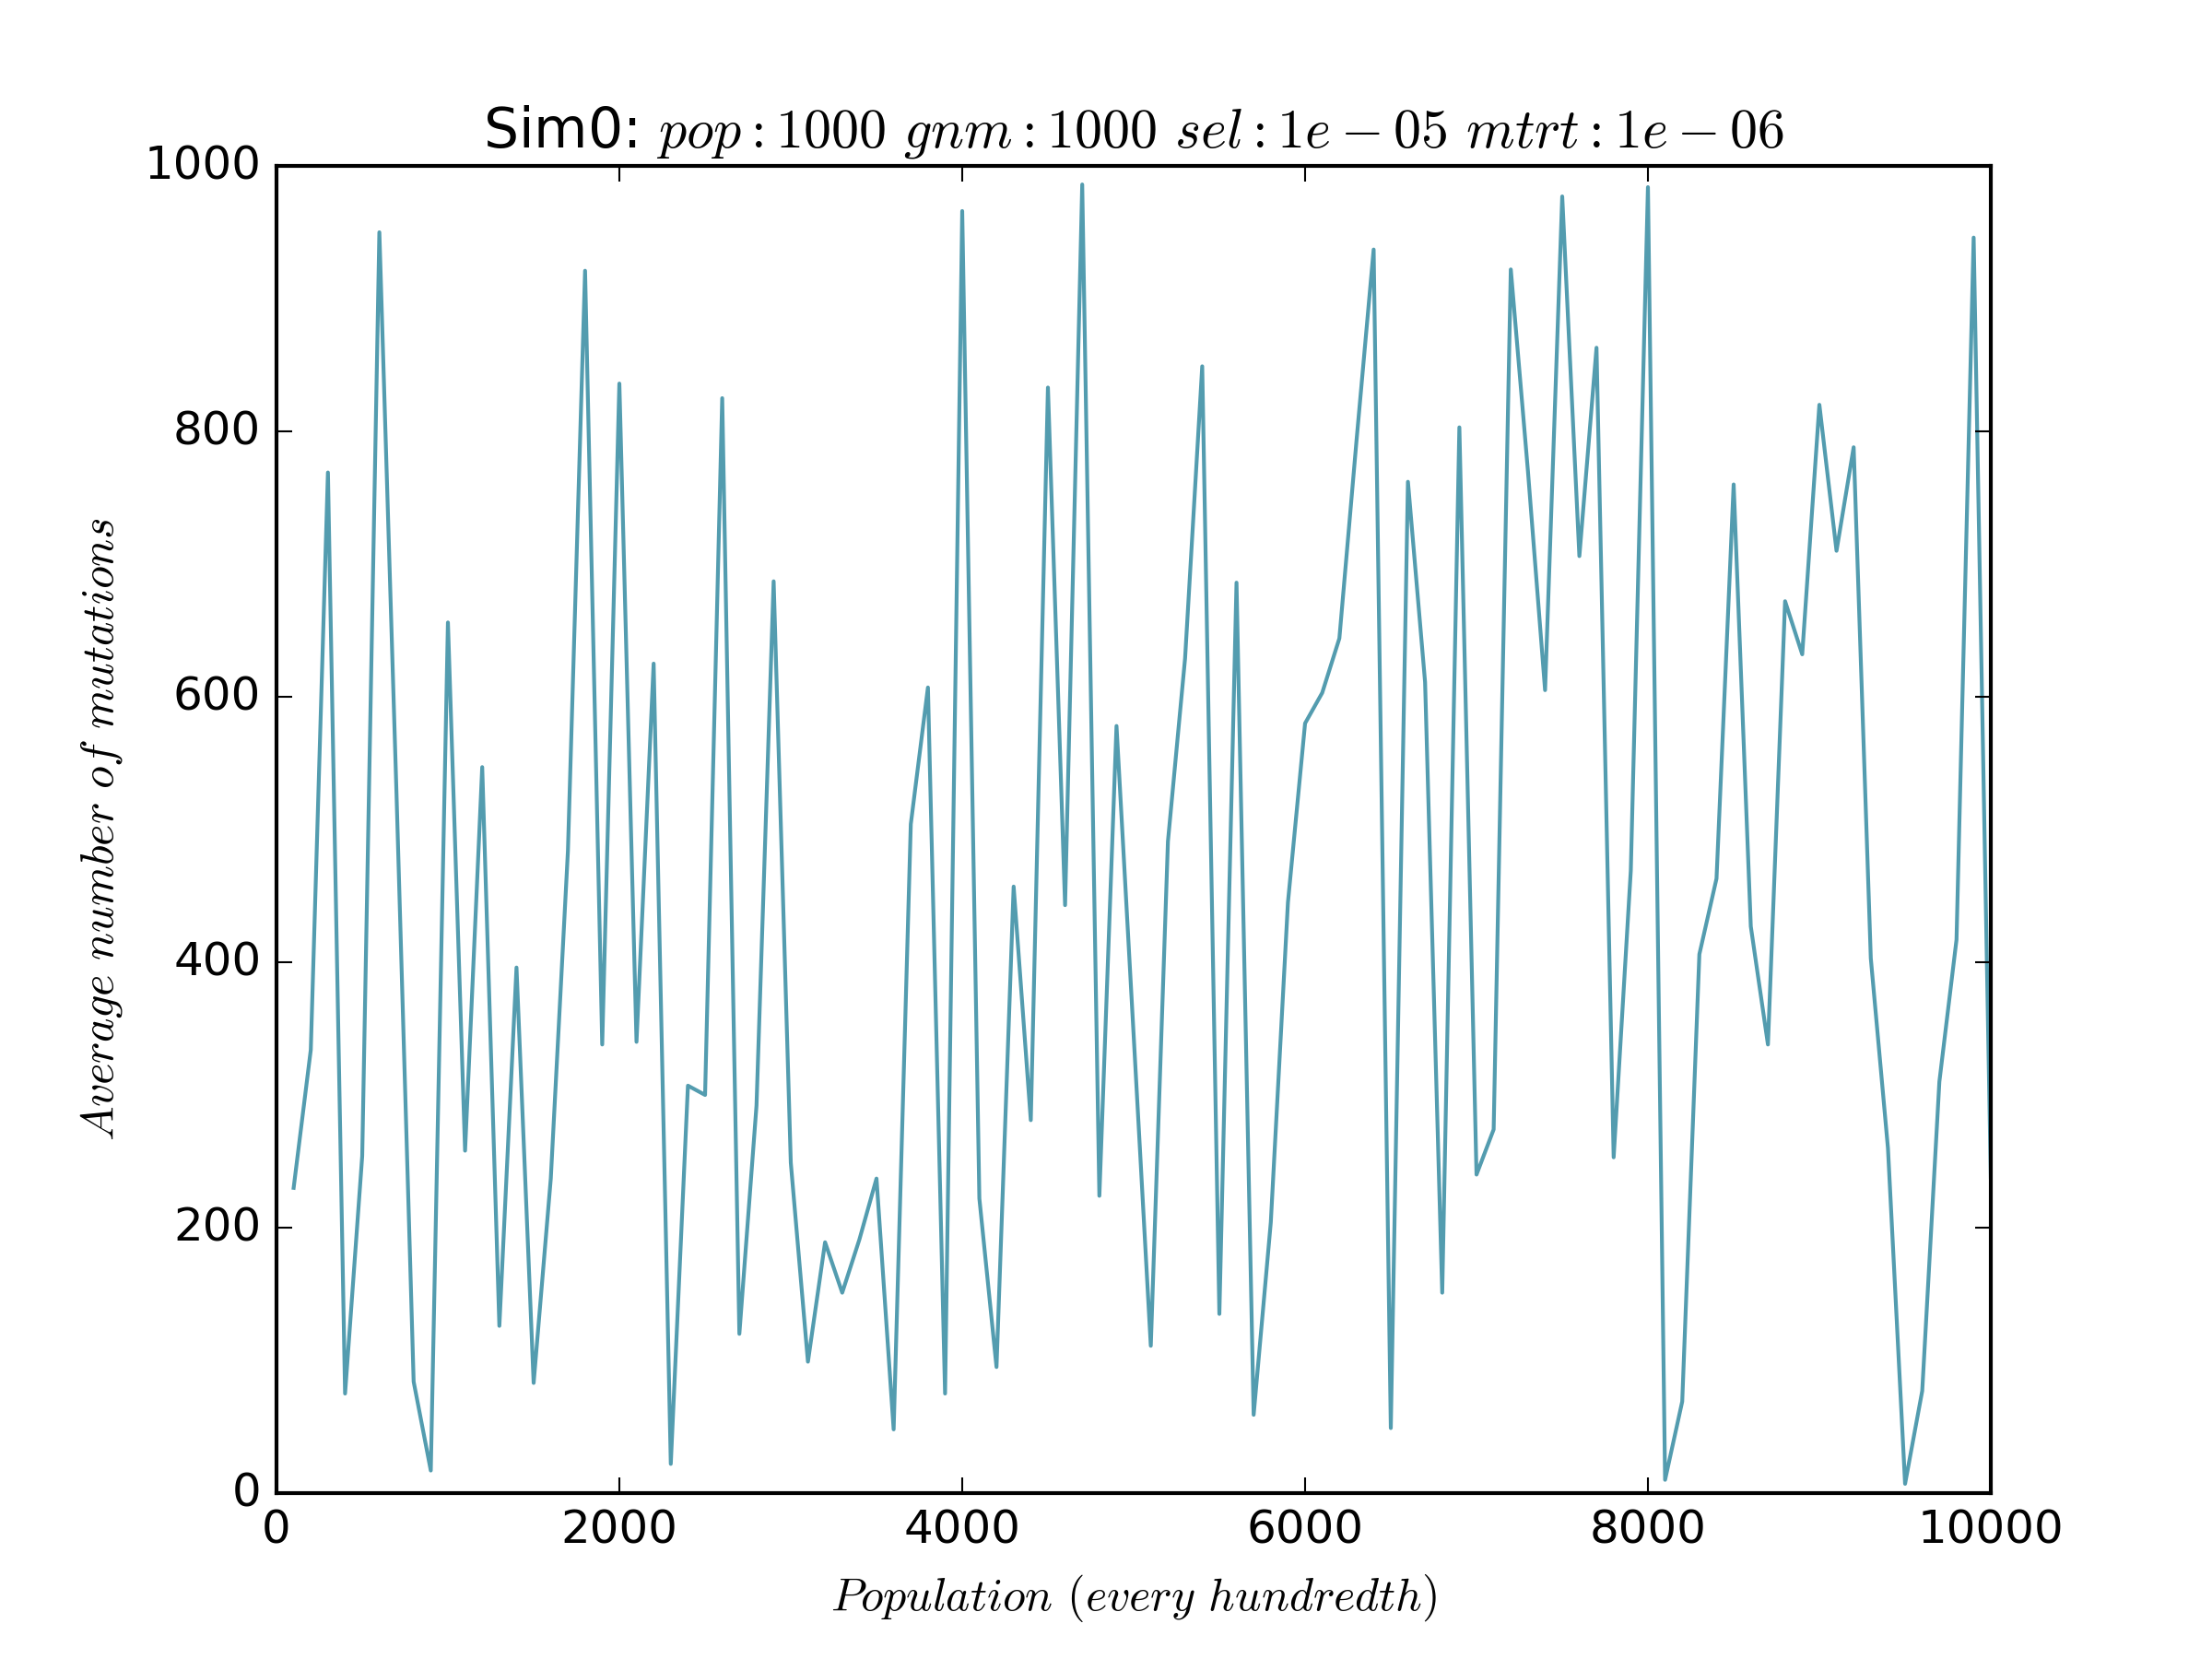 Sim0: pop : 1000 gnm : 1000 sel : 1e − 05 mtrt : 1e − 06
1000
800
600
400
200
0
Average number of mutations
0 2000 4000 6000 8000 10000
Population (every hundredth)